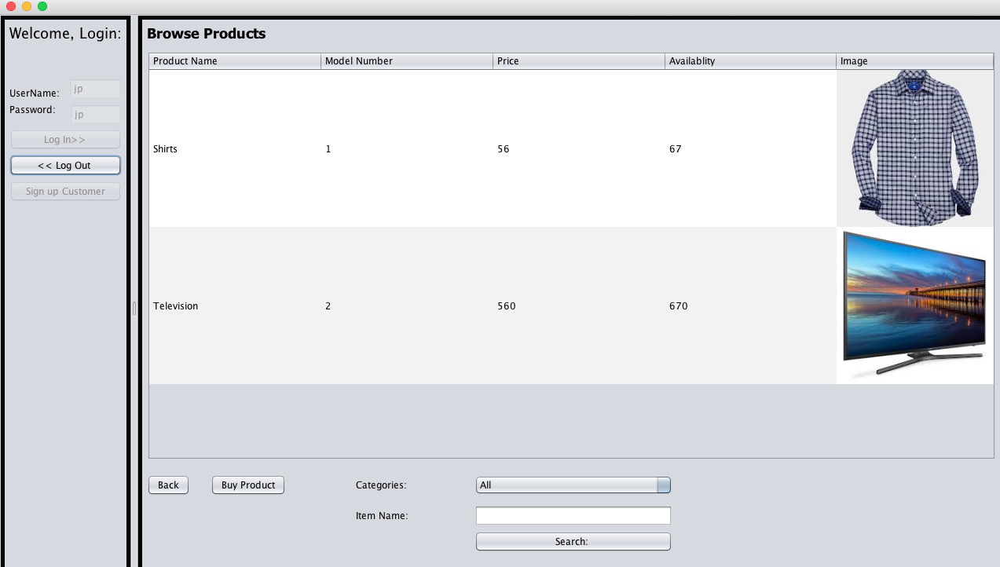 Welcome, Login:
UserName: jp
Password: jp
Log In>>
<< Log Out
Sign up Customer
Browse Products
Product Name Model Number Price Availablity Image
Shirts 1 56 67
Television 2 560 670
Back Buy Product Categories: All
Item Name:
Search: